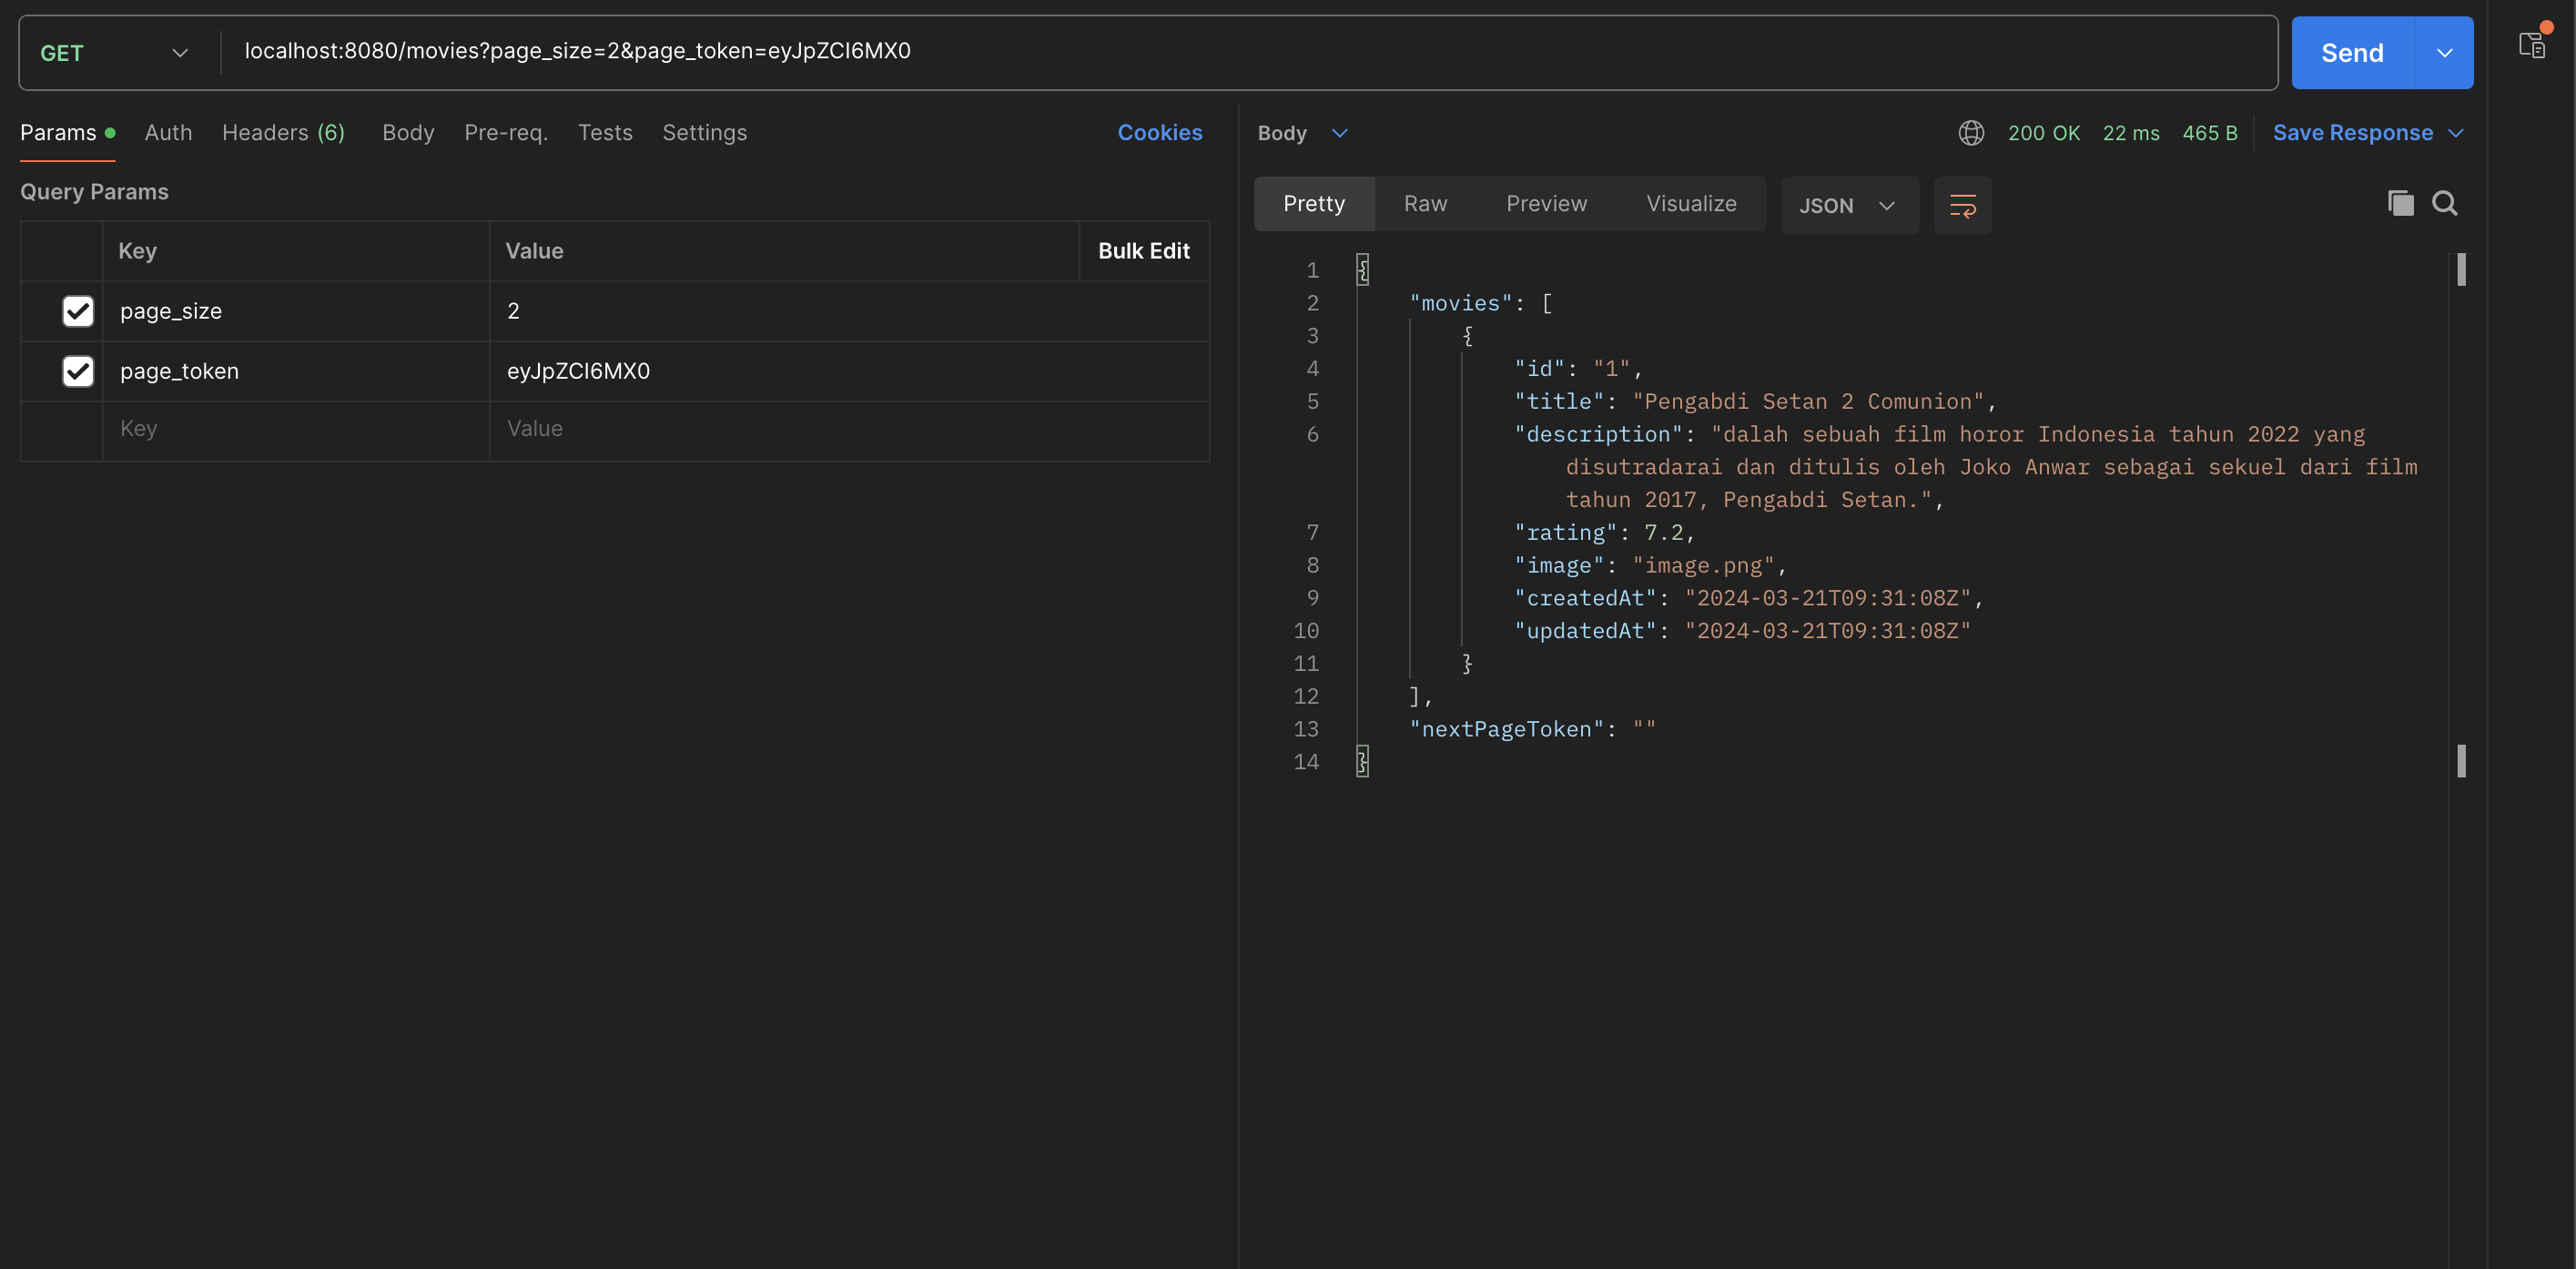 GET localhost:8080/movies?page_size=2&page_token=eyJpZCI6MX0 Send
Params Auth Headers (6) Body Pre-req. Tests Settings Cookies
Query Params
Key Value Bulk Edit
page_size 2
page_token eyJpZCI6MX0
Key Value
Body 200 OK 22 ms 465 B Save Response
Pretty Raw Preview Visualize JSON
1 {
2 "movies": [
3 {
4 "id": "1",
5 "title": "Pengabdi Setan 2 Comunion",
6 "description": "dalah sebuah film horor Indonesia tahun 2022 yang
disutradarai dan ditulis oleh Joko Anwar sebagai sekuel dari film
tahun 2017, Pengabdi Setan.",
7 "rating": 7.2,
8 "image": "image.png",
9 "createdAt": "2024-03-21T09:31:08Z",
10 "updatedAt": "2024-03-21T09:31:08Z"
11 }
12 ],
13 "nextPageToken": ""
14 }